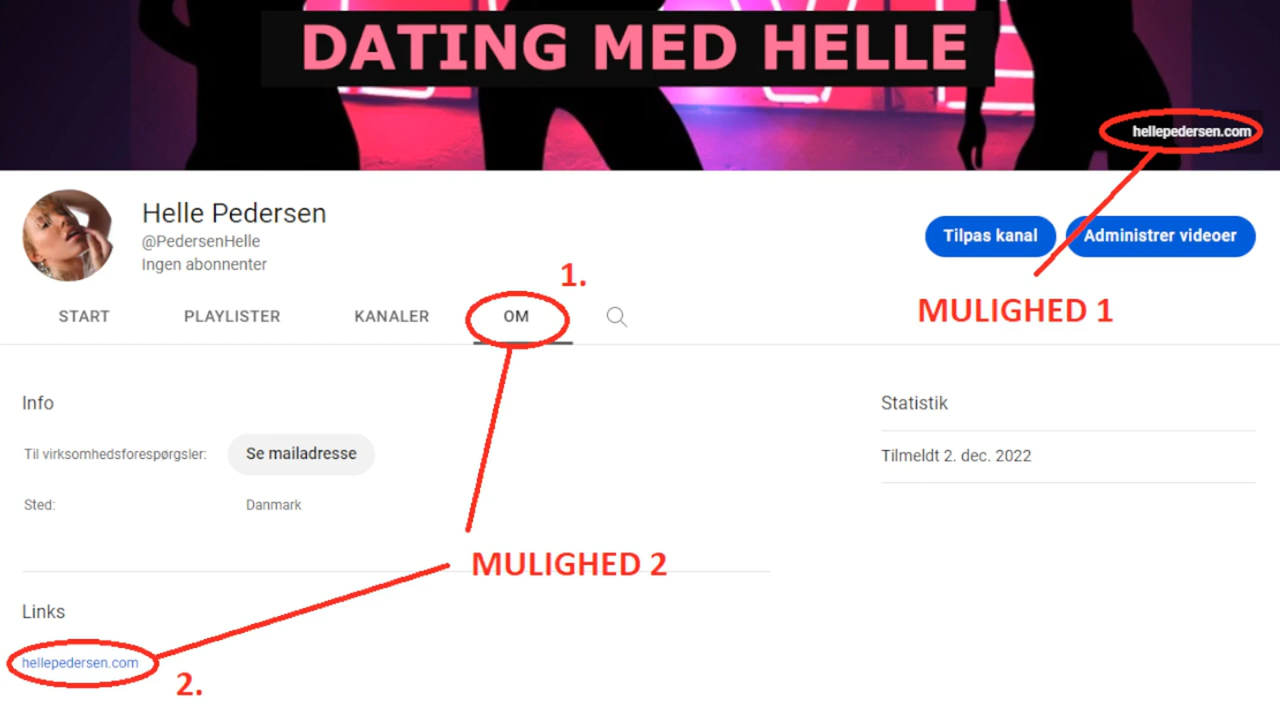 DATING MED HELLE
hellepedersen.com
Helle Pedersen
@PedersenHelle
Ingen abonnenter
Tilpas kanal
Administrer videoer
1.
MULIGHED 1
START
PLAYLISTER
KANALER
OM
Info
Statistik
Til virksomhedsforespørgsler:
Se mailadresse
Tilmeldt 2. dec. 2022
Sted:
Danmark
MULIGHED 2
Links
hellepedersen.com
2.